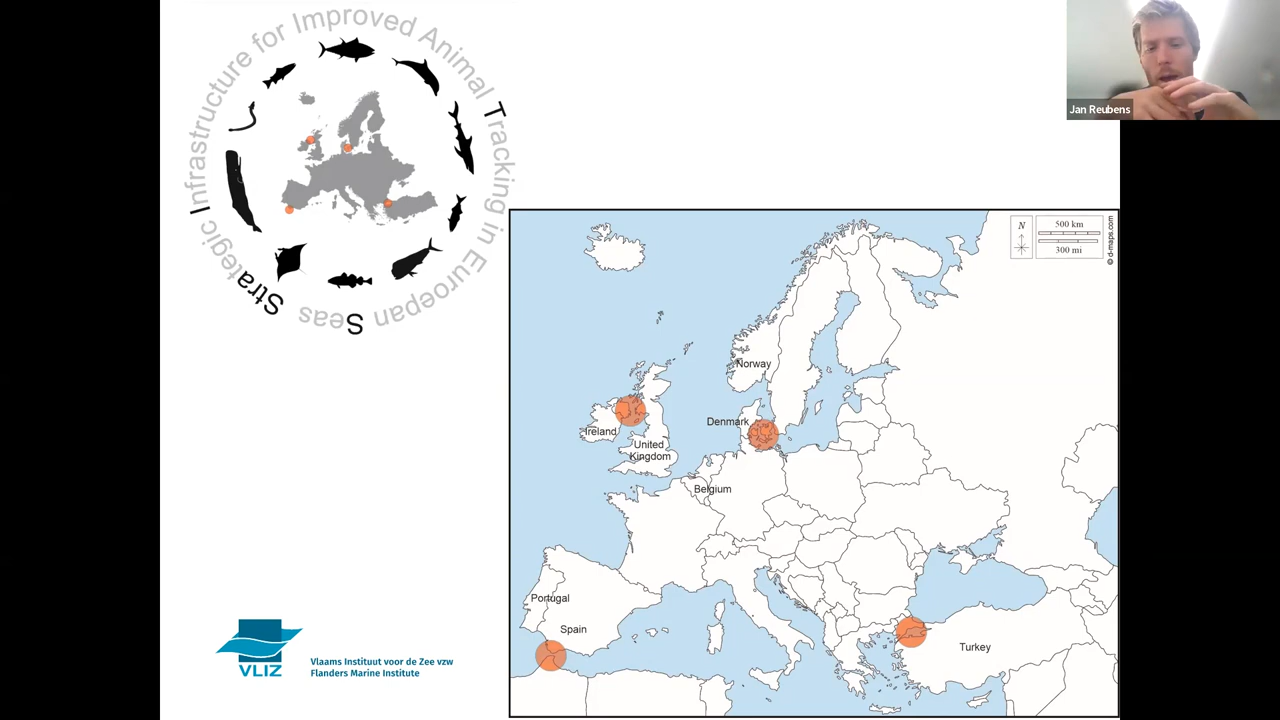 Strategic Infrastructure for Improved Animal Tracking in Euroepan Seas
Jan Reubens
N
500 km
300 mi
© d-maps.com
Norway
Denmark
Ireland
United
Kingdom
Belgium
Portugal
Spain
Turkey
VLIZ
Vlaams Instituut voor de Zee vzw
Flanders Marine Institute